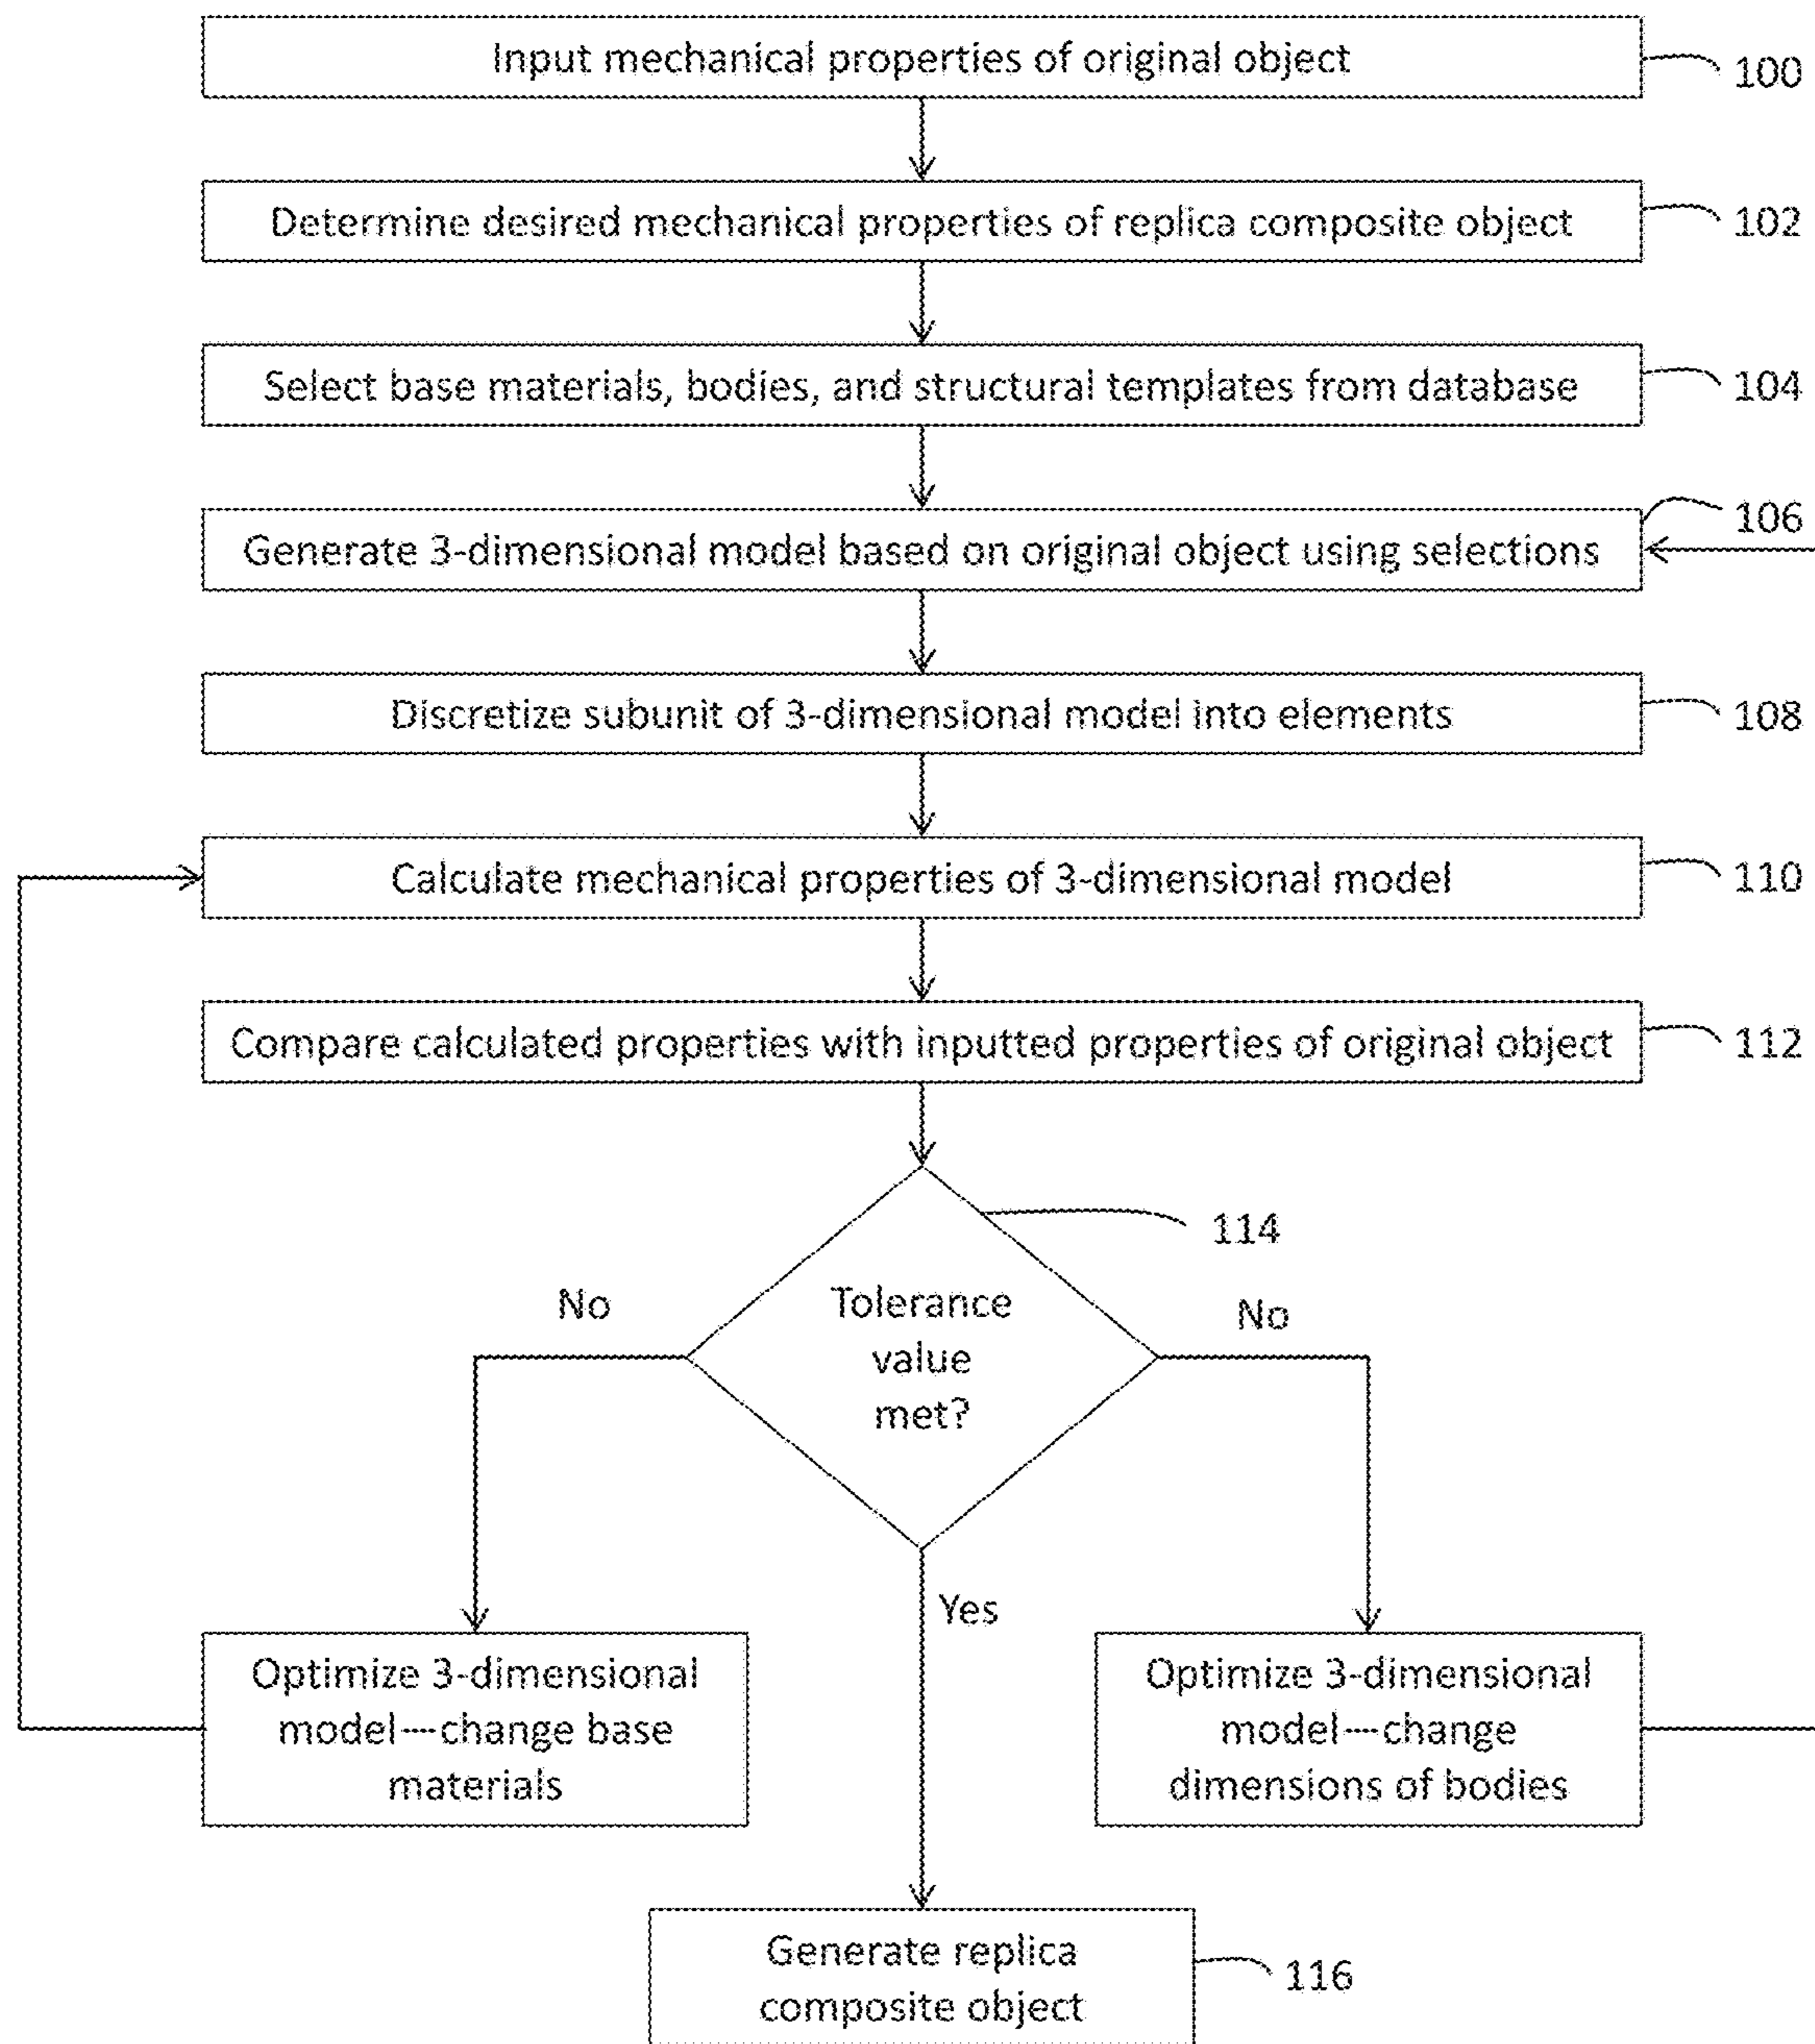 Input mechanical properties of original object
100
Determine desired mechanical properties of replica composite object
102
Select base materials, bodies, and structural templates from database
104
106
Generate 3-dimensional model based on original object using selections
Discretize subunit of 3-dimensional model into elements
108
Calculate mechanical properties of 3-dimensional model
110
Compare calculated properties with inputted properties of original object
112
114
No
Tolerance
value
met?
No
Yes
Optimize 3-dimensional
model---change base
materials
Optimize 3-dimensional
model---change
dimensions of bodies
Generate replica
composite object
116